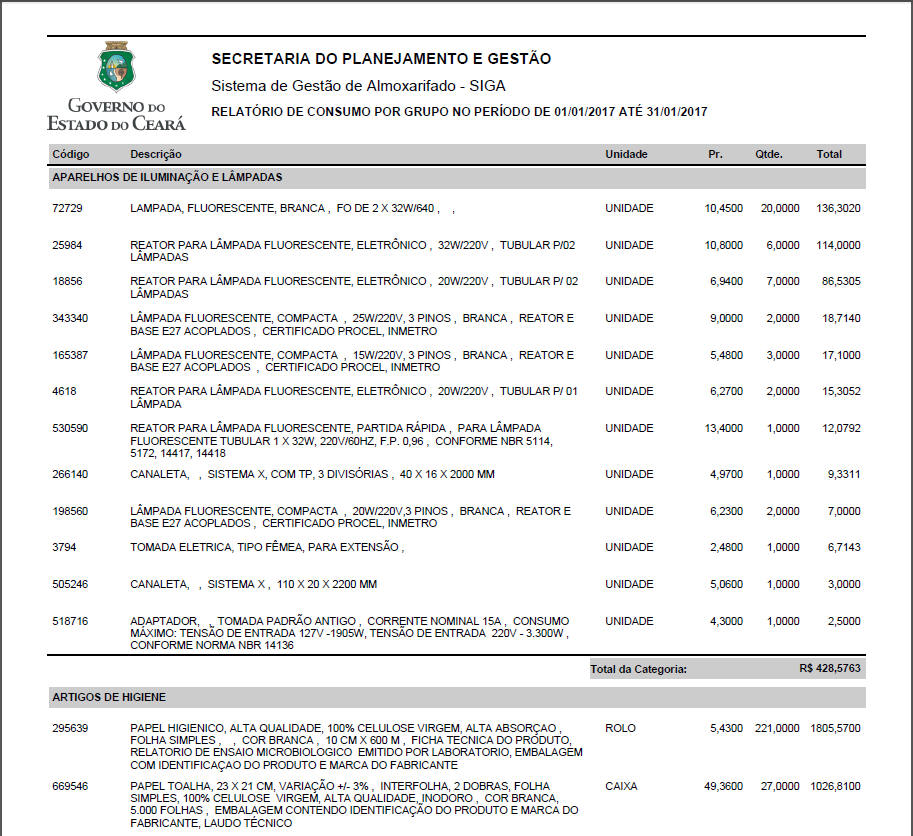 GOVERNO DO
ESTADO DO CEARÁ
SECRETARIA DO PLANEJAMENTO E GESTÃO
Sistema de Gestão de Almoxarifado - SIGA
RELATÓRIO DE CONSUMO POR GRUPO NO PERÍODO DE 01/01/2017 ATÉ 31/01/2017
Código Descrição Unidade Pr. Qtde. Total
APARELHOS DE ILUMINAÇÃO E LÂMPADAS
72729 LAMPADA, FLUORESCENTE, BRANCA , FO DE 2 X 32W/640 , , UNIDADE 10,4500 20,0000 136,3020
25984 REATOR PARA LÂMPADA FLUORESCENTE, ELETRÔNICO , 32W/220V , TUBULAR P/02 UNIDADE 10,8000 6,0000 114,0000
LÂMPADAS
18856 REATOR PARA LÂMPADA FLUORESCENTE, ELETRÔNICO , 20W/220V , TUBULAR P/ 02 UNIDADE 6,9400 7,0000 86,5305
LÂMPADAS
343340 LÂMPADA FLUORESCENTE, COMPACTA , 25W/220V, 3 PINOS , BRANCA , REATOR E UNIDADE 9,0000 2,0000 18,7140
BASE E27 ACOPLADOS , CERTIFICADO PROCEL, INMETRO
165387 LÂMPADA FLUORESCENTE, COMPACTA , 15W/220V, 3 PINOS , BRANCA , REATOR E UNIDADE 5,4800 3,0000 17,1000
BASE E27 ACOPLADOS , CERTIFICADO PROCEL, INMETRO
4618 REATOR PARA LÂMPADA FLUORESCENTE, ELETRÔNICO , 20W/220V , TUBULAR P/ 01 UNIDADE 6,2700 2,0000 15,3052
LÂMPADA
530590 REATOR PARA LÂMPADA FLUORESCENTE, PARTIDA RÁPIDA , PARA LÂMPADA UNIDADE 13,4000 1,0000 12,0792
FLUORESCENTE TUBULAR 1 X 32W, 220V/60HZ, F.P. 0,96 , CONFORME NBR 5114,
5172, 14417, 14418
266140 CANALETA, , SISTEMA X, COM TP, 3 DIVISÓRIAS , 40 X 16 X 2000 MM UNIDADE 4,9700 1,0000 9,3311
198560 LÂMPADA FLUORESCENTE, COMPACTA , 20W/220V,3 PINOS , BRANCA , REATOR E UNIDADE 6,2300 2,0000 7,0000
BASE E27 ACOPLADOS , CERTIFICADO PROCEL, INMETRO
3794 TOMADA ELETRICA, TIPO FÊMEA, PARA EXTENSÃO , UNIDADE 2,4800 1,0000 6,7143
505246 CANALETA, , SISTEMA X , 110 X 20 X 2200 MM UNIDADE 5,0600 1,0000 3,0000
518716 ADAPTADOR, , TOMADA PADRÃO ANTIGO , CORRENTE NOMINAL 15A , CONSUMO UNIDADE 4,3000 1,0000 2,5000
MÁXIMO: TENSÃO DE ENTRADA 127V -1905W, TENSÃO DE ENTRADA 220V - 3.300W ,
CONFORME NORMA NBR 14136
Total da Categoria: R$ 428,5763
ARTIGOS DE HIGIENE
295639 PAPEL HIGIENICO, ALTA QUALIDADE, 100% CELULOSE VIRGEM, ALTA ABSORÇAO , ROLO 5,4300 221,0000 1805,5700
FOLHA SIMPLES , , COR BRANCA , 10 CM X 600 M , FICHA TECNICA DO PRODUTO,
RELATORIO DE ENSAIO MICROBIOLOGICO EMITIDO POR LABORATORIO, EMBALAGEM
COM IDENTIFICAÇAO DO PRODUTO E MARCA DO FABRICANTE
669546 PAPEL TOALHA, 23 X 21 CM, VARIAÇÃO +/- 3% , INTERFOLHA, 2 DOBRAS, FOLHA CAIXA 49,3600 27,0000 1026,8100
SIMPLES, 100% CELULOSE VIRGEM, ALTA QUALIDADE, INODORO , COR BRANCA,
5.000 FOLHAS , EMBALAGEM CONTENDO IDENTIFICAÇÃO DO PRODUTO E MARCA DO
FABRICANTE, LAUDO TÉCNICO